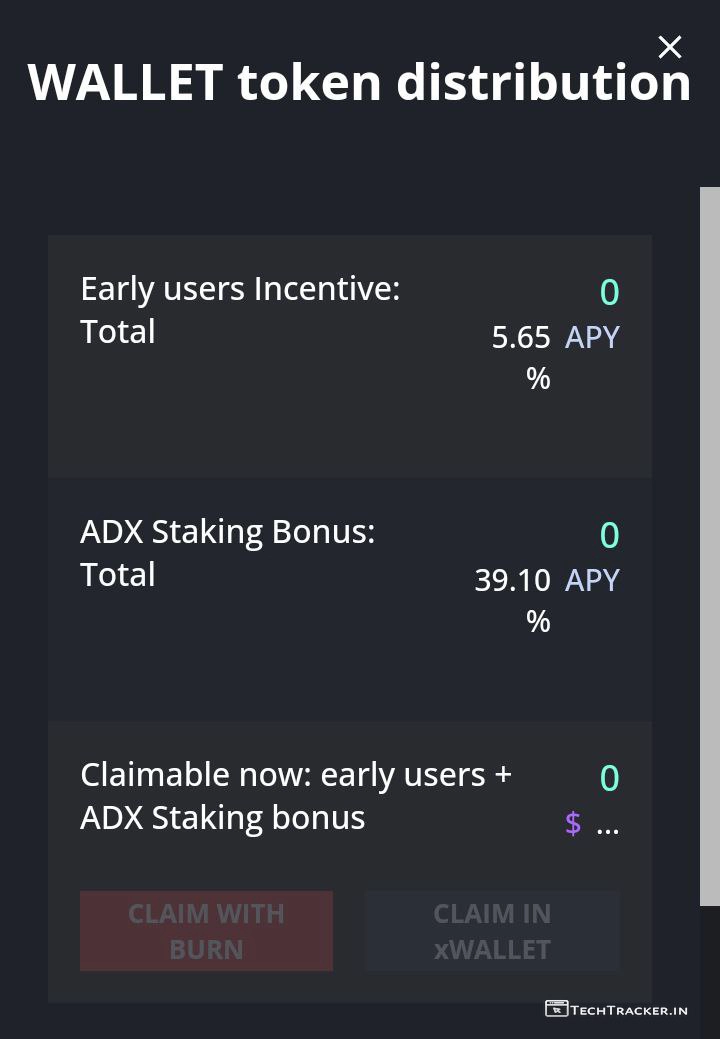 WALLET token distribution
Early users Incentive:
Total
0
5.65 APY
%
ADX Staking Bonus:
Total
0
39.10 APY
%
Claimable now: early users +
ADX Staking bonus
0
$ ...
CLAIM WITH
BURN
CLAIM IN
xWALLET
TECHTRACKER.IN